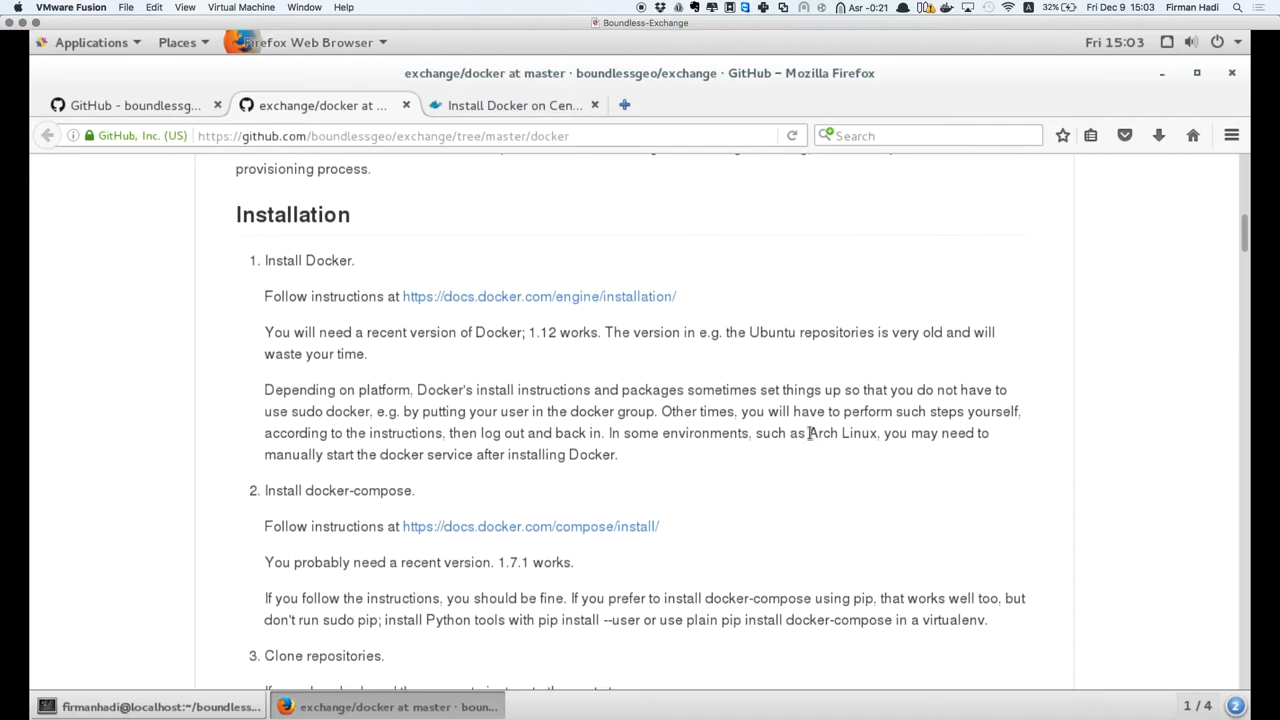 VMware Fusion File Edit View Virtual Machine Window Help Asr -0:21 32% Fri Dec 9 15:03 Firman Hadi
Boundless-Exchange
Applications Places Firefox Web Browser Fri 15:03
exchange/docker at master · boundlessgeo/exchange · GitHub – Mozilla Firefox
GitHub - boundlessg... exchange/docker at ... Install Docker on Cen...
GitHub, Inc. (US) https://github.com/boundlessgeo/exchange/tree/master/docker Search
provisioning process.
Installation
1. Install Docker.
Follow instructions at https://docs.docker.com/engine/installation/
You will need a recent version of Docker; 1.12 works. The version in e.g. the Ubuntu repositories is very old and will
waste your time.
Depending on platform, Docker's install instructions and packages sometimes set things up so that you do not have to
use sudo docker, e.g. by putting your user in the docker group. Other times, you will have to perform such steps yourself,
according to the instructions, then log out and back in. In some environments, such as Arch Linux, you may need to
manually start the docker service after installing Docker.
2. Install docker-compose.
Follow instructions at https://docs.docker.com/compose/install/
You probably need a recent version. 1.7.1 works.
If you follow the instructions, you should be fine. If you prefer to install docker-compose using pip, that works well too, but
don't run sudo pip; install Python tools with pip install --user or use plain pip install docker-compose in a virtualenv.
3. Clone repositories.
firmanhadi@localhost:~/boundless... exchange/docker at master · boun... 1 / 4 2